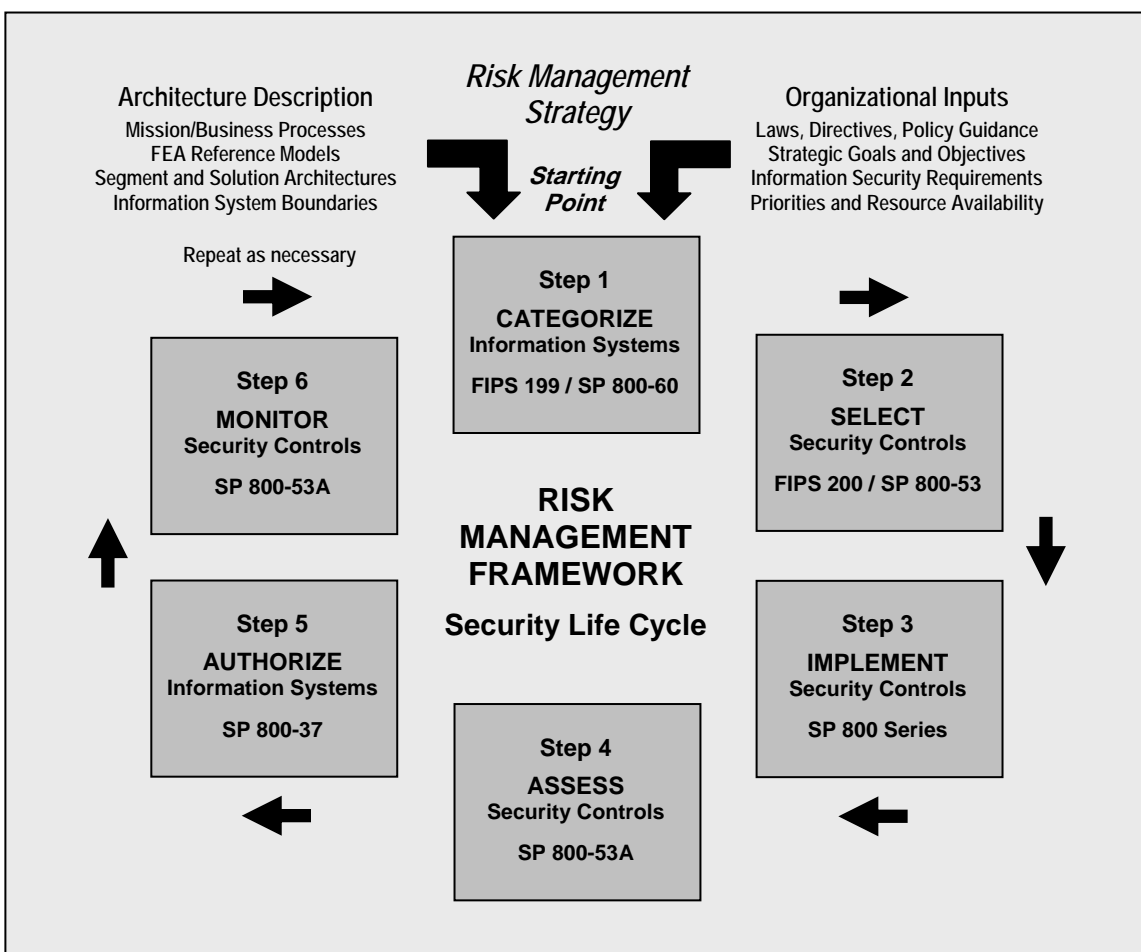 Architecture Description
Mission/Business Processes
FEA Reference Models
Segment and Solution Architectures
Information System Boundaries
Risk Management
Strategy
Starting
Point
Organizational Inputs
Laws, Directives, Policy Guidance
Strategic Goals and Objectives
Information Security Requirements
Priorities and Resource Availability
Repeat as necessary
Step 1
CATEGORIZE
Information Systems
FIPS 199 / SP 800-60
Step 2
SELECT
Security Controls
FIPS 200 / SP 800-53
Step 3
IMPLEMENT
Security Controls
SP 800 Series
Step 4
ASSESS
Security Controls
SP 800-53A
Step 5
AUTHORIZE
Information Systems
SP 800-37
Step 6
MONITOR
Security Controls
SP 800-53A
RISK
MANAGEMENT
FRAMEWORK
Security Life Cycle